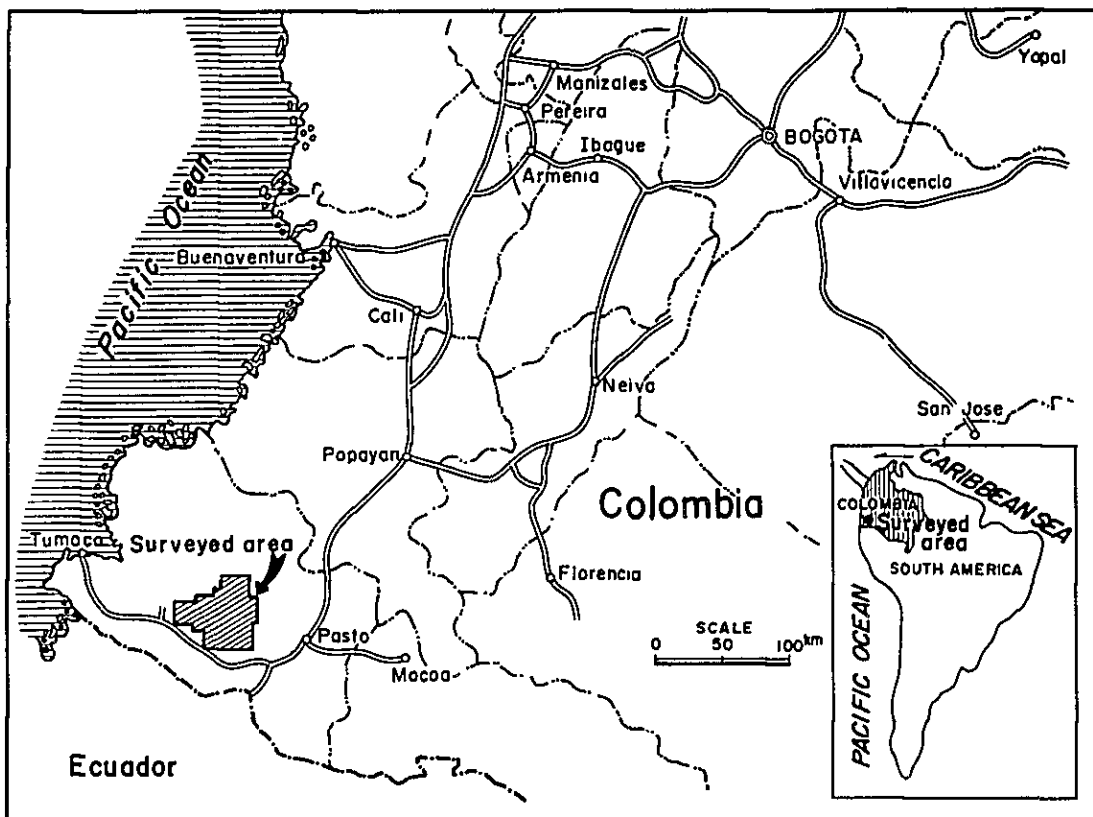 Yopal
Manizales
Pereira
BOGOTA
Ibague
Armenia
Villavicencio
Pacific Ocean
Buenaventura
Cali
Neiva
San Jose
Popayan
Colombia
CARIBBEAN SEA
COLOMBIA
Surveyed
area
SOUTH AMERICA
PACIFIC OCEAN
Tumaco
Surveyed area
Florencia
SCALE
0 50 100km
Pasto
Mocoa
Ecuador